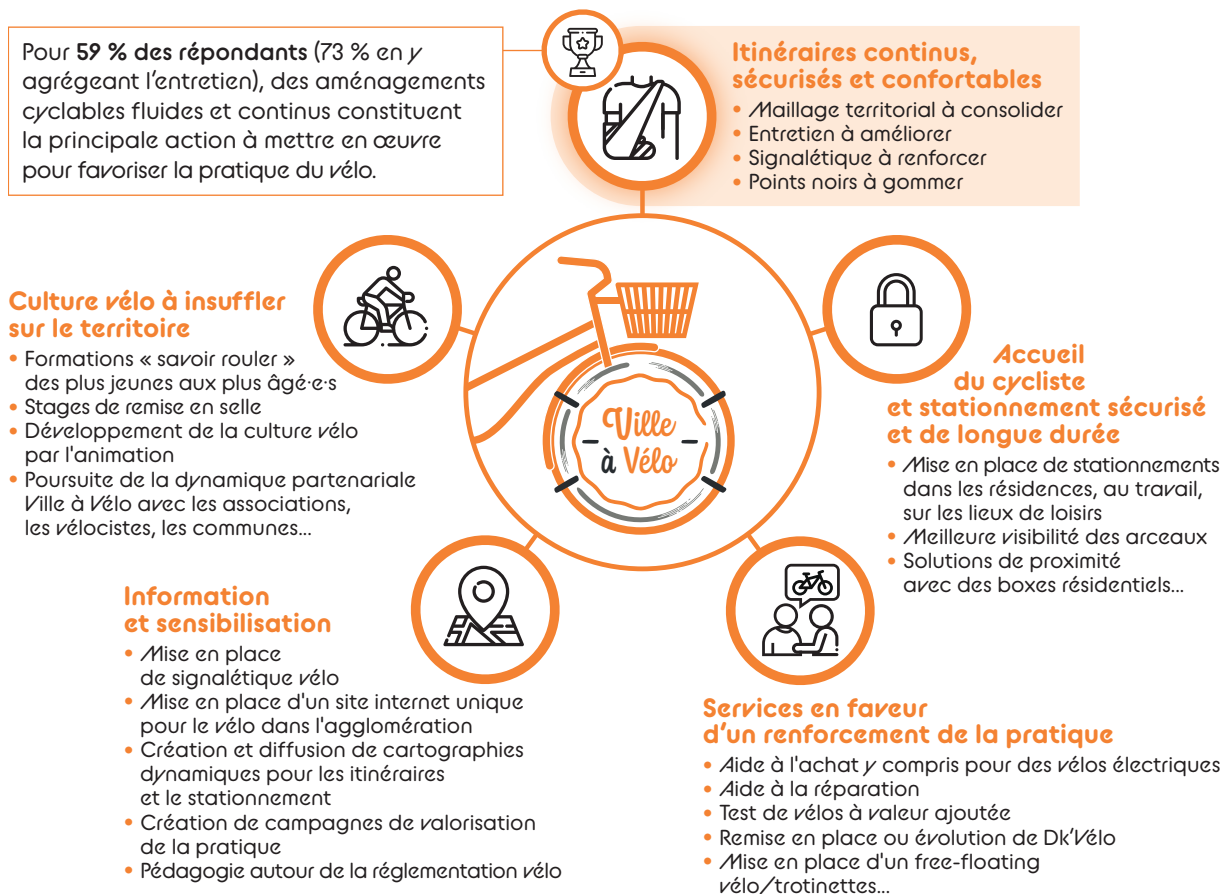 Pour 59 % des répondants (73 % en y
agrégeant l'entretien), des aménagements
cyclables fluides et continus constituent
la principale action à mettre en œuvre
pour favoriser la pratique du vélo.
Itinéraires continus,
sécurisés et confortables
• Maillage territorial à consolider
• Entretien à améliorer
• Signalétique à renforcer
• Points noirs à gommer
Culture vélo à insuffler
sur le territoire
• Formations « savoir rouler »
des plus jeunes aux plus âgé·e·s
• Stages de remise en selle
• Développement de la culture vélo
par l'animation
• Poursuite de la dynamique partenariale
Ville à Vélo avec les associations,
les vélocistes, les communes...
Ville
à Vélo
Accueil
du cycliste
et stationnement sécurisé
et de longue durée
• Mise en place de stationnements
dans les résidences, au travail,
sur les lieux de loisirs
• Meilleure visibilité des arceaux
• Solutions de proximité
avec des boxes résidentiels...
Information
et sensibilisation
• Mise en place
de signalétique vélo
• Mise en place d'un site internet unique
pour le vélo dans l'agglomération
• Création et diffusion de cartographies
dynamiques pour les itinéraires
et le stationnement
• Création de campagnes de valorisation
de la pratique
• Pédagogie autour de la réglementation vélo
Services en faveur
d'un renforcement de la pratique
• Aide à l'achat y compris pour des vélos électriques
• Aide à la réparation
• Test de vélos à valeur ajoutée
• Remise en place ou évolution de Dk'Vélo
• Mise en place d'un free-floating
vélo/trotinettes...